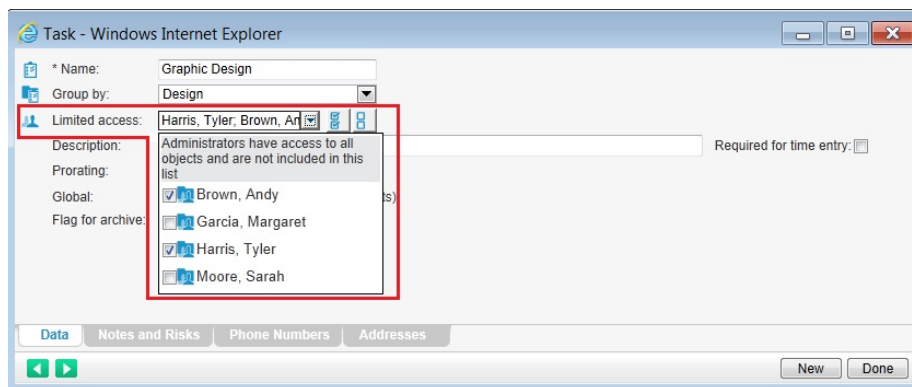 Task - Windows Internet Explorer
* Name: Graphic Design
Group by: Design
Limited access: Harris, Tyler; Brown, An
Description: Required for time entry:
Administrators have access to all
objects and are not included in this
list
Prorating:
Global: ts)
Flag for archive:
Brown, Andy
Garcia, Margaret
Harris, Tyler
Moore, Sarah
Data Notes and Risks Phone Numbers Addresses
New Done